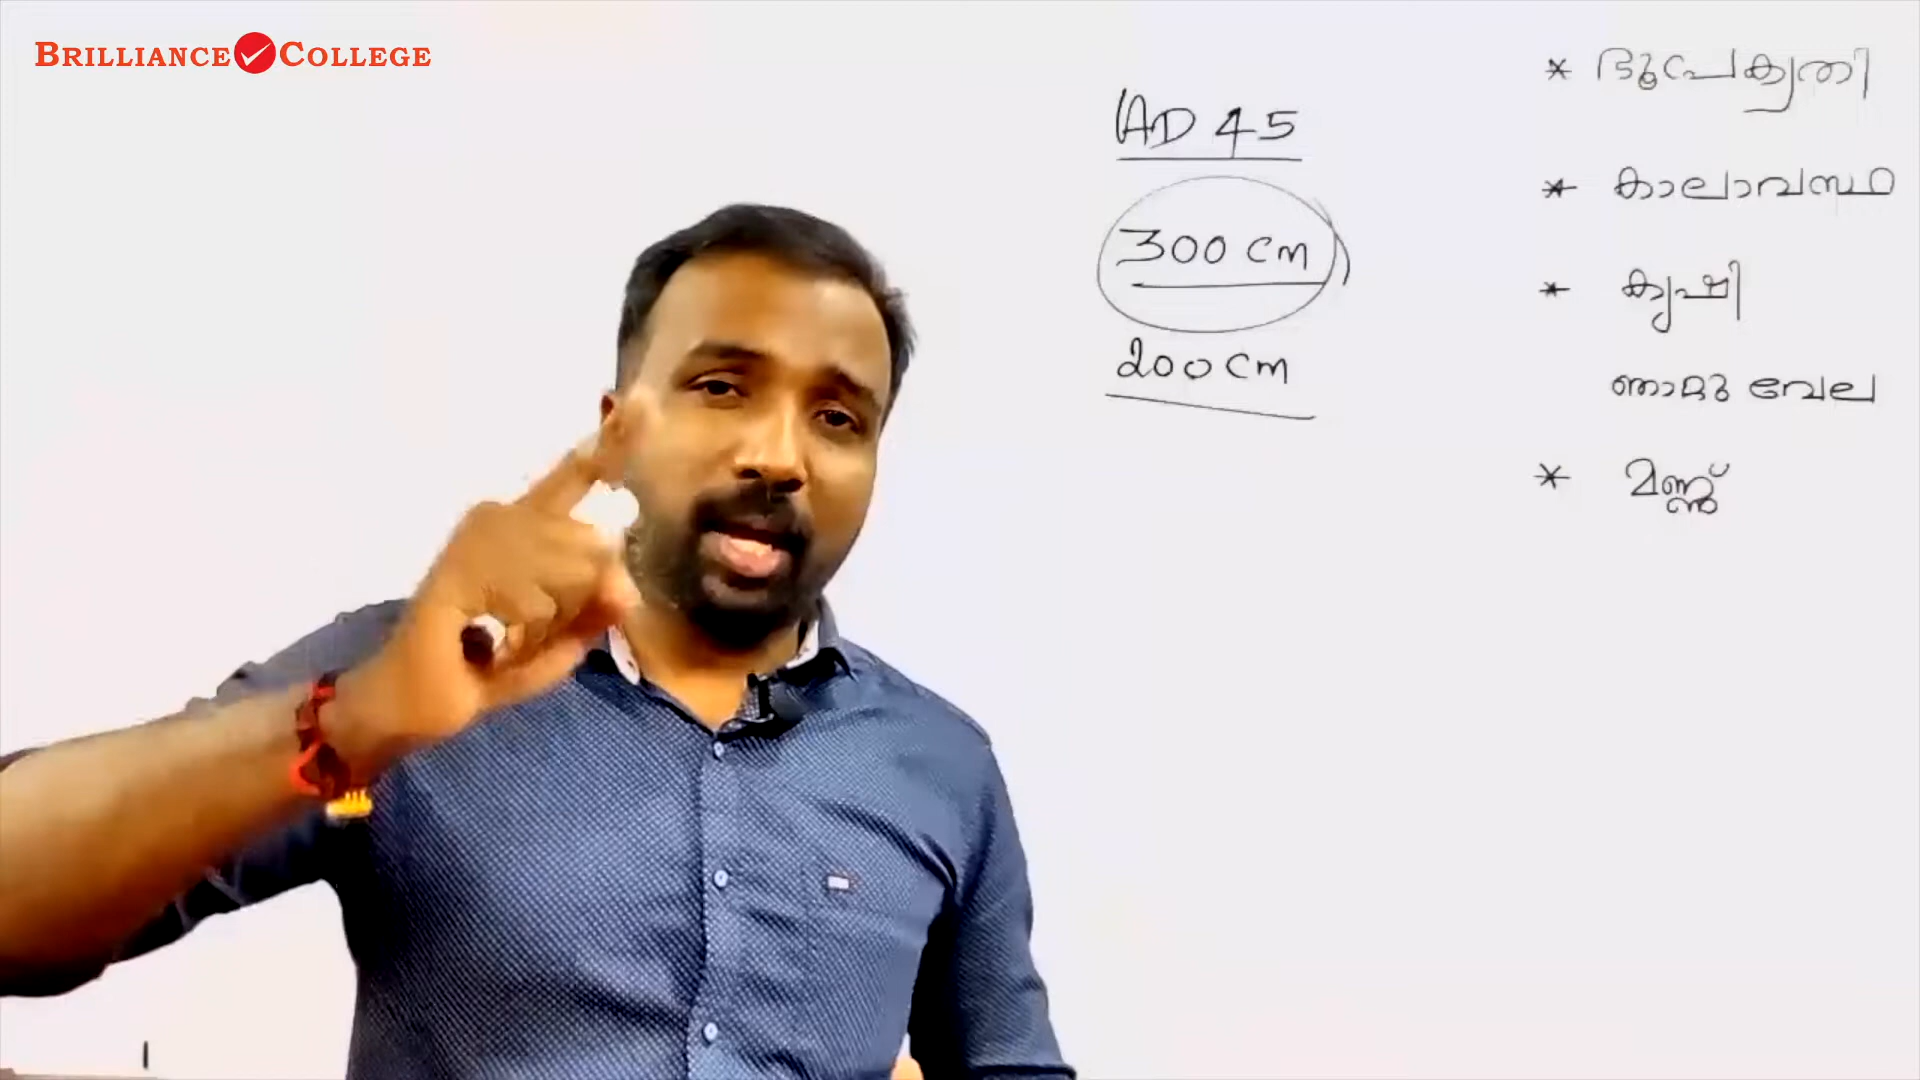 BRILLIANCE COLLEGE
AD 45
300 cm
200 cm
* ഭൂപ്രകൃതി
* കാലാവസ്ഥ
* കൃഷി
ഞാറ്റു വേല
* മണ്ണ്